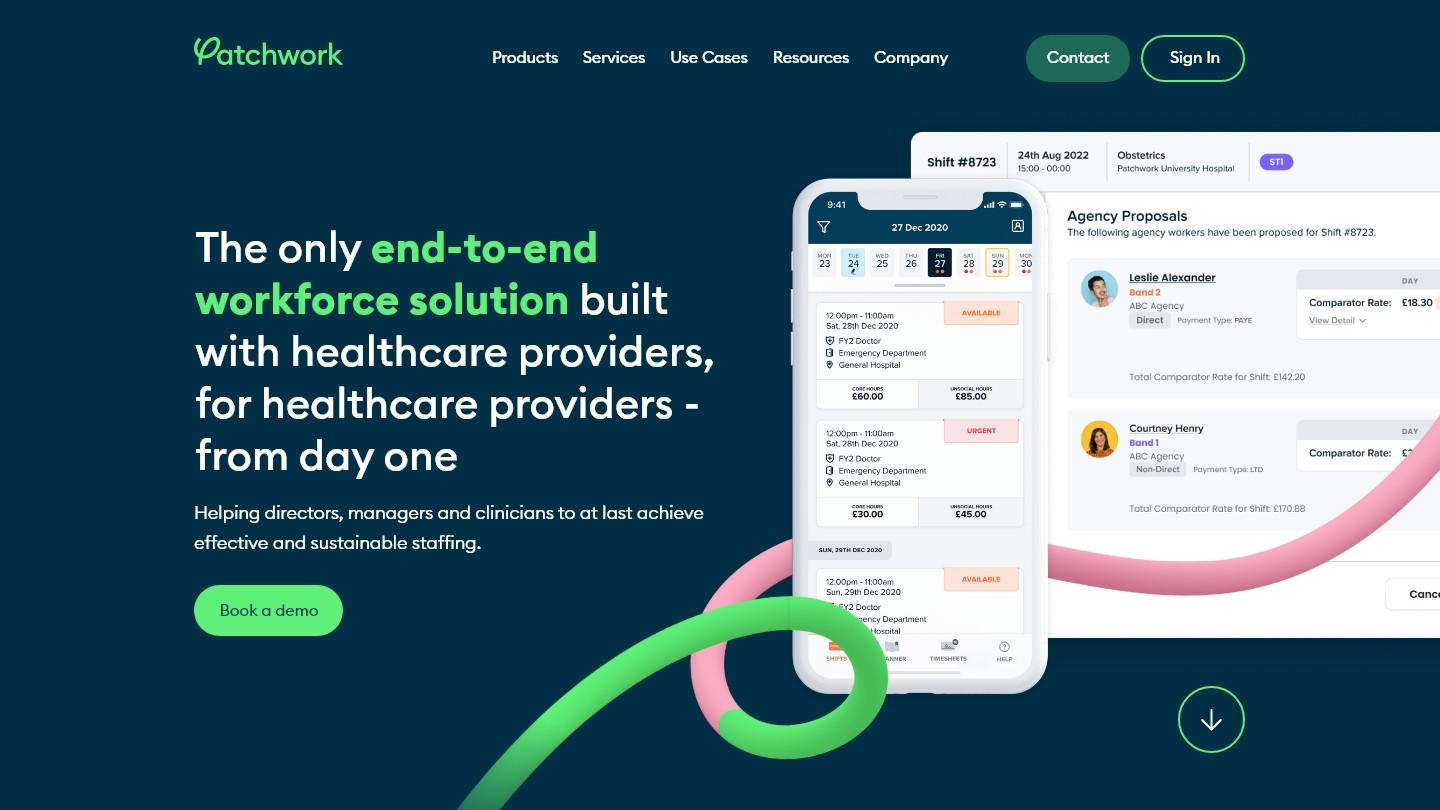 Patchwork
Products
Services
Use Cases
Resources
Company
Contact
Sign In
The only end-to-end
workforce solution built
with healthcare providers,
for healthcare providers -
from day one
Helping directors, managers and clinicians to at last achieve
effective and sustainable staffing.
Book a demo
9:41
27 Dec 2020
MON
23
TUE
24
WED
25
THU
26
FRI
27
SAT
28
SUN
29
MON
30
12:00pm - 11:00am
Sat, 28th Dec 2020
AVAILABLE
FY2 Doctor
Emergency Department
General Hospital
CORE HOURS
£60.00
UNSOCIAL HOURS
£85.00
12:00pm - 11:00am
Sat, 28th Dec 2020
URGENT
FY2 Doctor
Emergency Department
General Hospital
CORE HOURS
£30.00
UNSOCIAL HOURS
£45.00
SUN, 29TH DEC 2020
12:00pm - 11:00am
Sun, 29th Dec 2020
AVAILABLE
FY2 Doctor
Department
SHIFTS
TIMESHEETS
HELP
Shift #8723
24th Aug 2022
15:00 - 00:00
Obstetrics
Patchwork University Hospital
STI
Agency Proposals
The following agency workers have been proposed for Shift #8723.
Leslie Alexander
Band 2
ABC Agency
Direct
Payment Type: PAYE
DAY
Comparator Rate: £18.30
View Detail
Total Comparator Rate for Shift: £142.20
Courtney Henry
Band 1
ABC Agency
Non-Direct
Payment Type: LTD
DAY
Comparator Rate:
Total Comparator Rate for Shift: £170.88